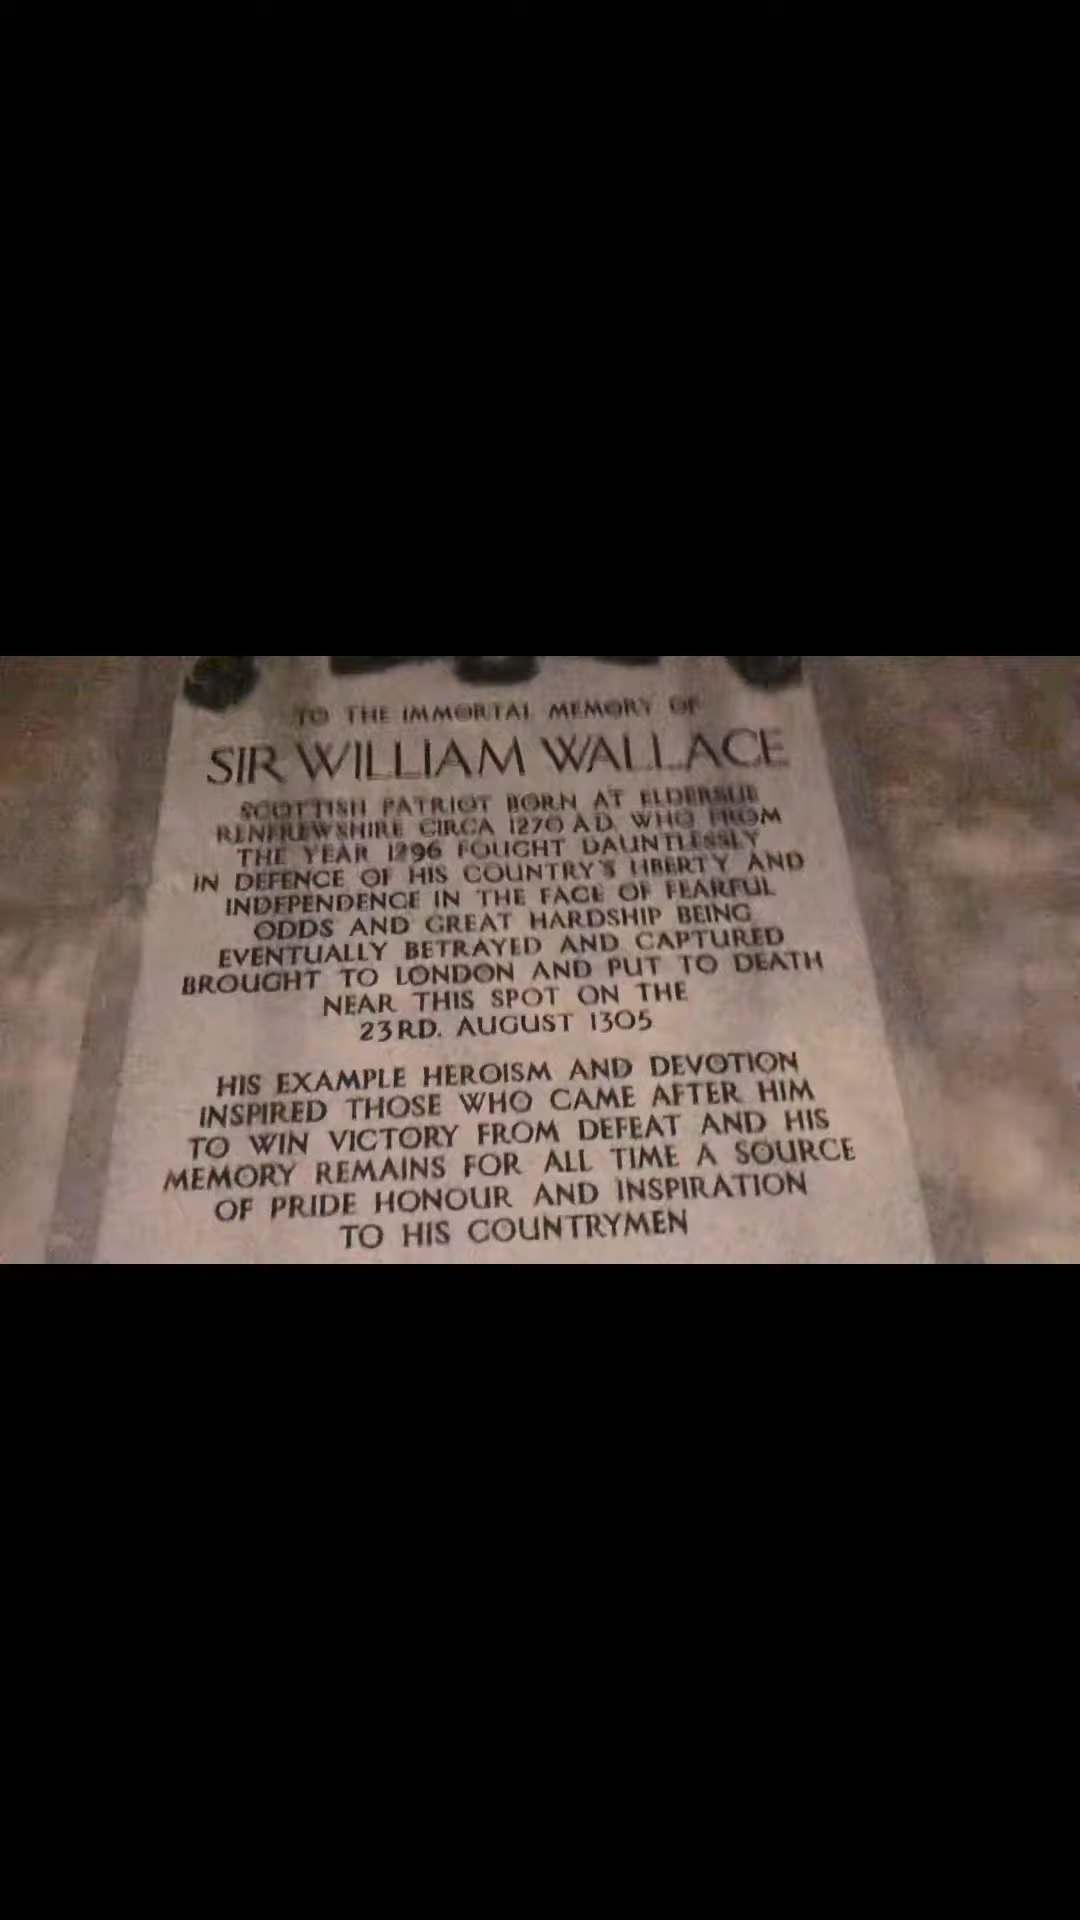 TO THE IMMORTAL MEMORY OF
SIR WILLIAM WALLACE
SCOTTISH PATRIOT BORN AT ELDERSLIE
RENFREWSHIRE CIRCA 1270 A.D. WHO FROM
THE YEAR 1296 FOUGHT DAUNTLESSLY
IN DEFENCE OF HIS COUNTRY'S LIBERTY AND
INDEPENDENCE IN THE FACE OF FEARFUL
ODDS AND GREAT HARDSHIP BEING
EVENTUALLY BETRAYED AND CAPTURED
BROUGHT TO LONDON AND PUT TO DEATH
NEAR THIS SPOT ON THE
23RD. AUGUST 1305
HIS EXAMPLE HEROISM AND DEVOTION
INSPIRED THOSE WHO CAME AFTER HIM
TO WIN VICTORY FROM DEFEAT AND HIS
MEMORY REMAINS FOR ALL TIME A SOURCE
OF PRIDE HONOUR AND INSPIRATION
TO HIS COUNTRYMEN